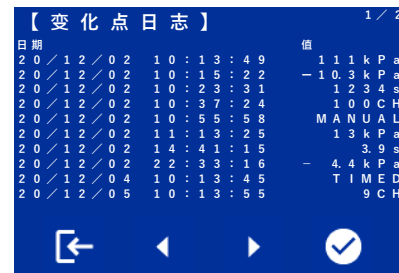 【変化点日志】 1／2
日期 值
20／12／02 10：13：49 111kPa
20／12／02 10：15：22 －10.3kPa
20／12／02 10：23：31 1234s
20／12／02 10：37：24 100CH
20／12／02 10：55：58 MANUAL
20／12／02 11：13：25 13kPa
20／12／02 14：41：15 3.9s
20／12／02 22：33：16 － 4.4kPa
20／12／04 10：13：45 TIMED
20／12／05 10：13：55 9CH